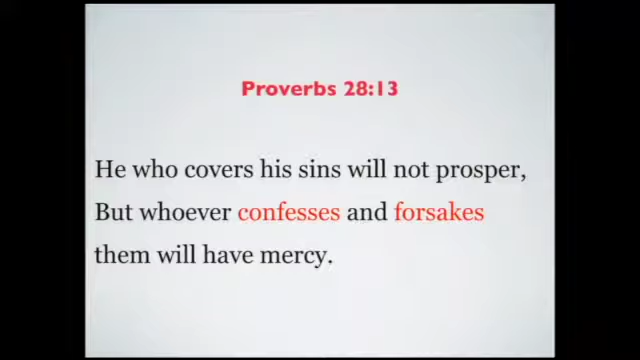 Proverbs 28:13
He who covers his sins will not prosper,
But whoever confesses and forsakes
them will have mercy.